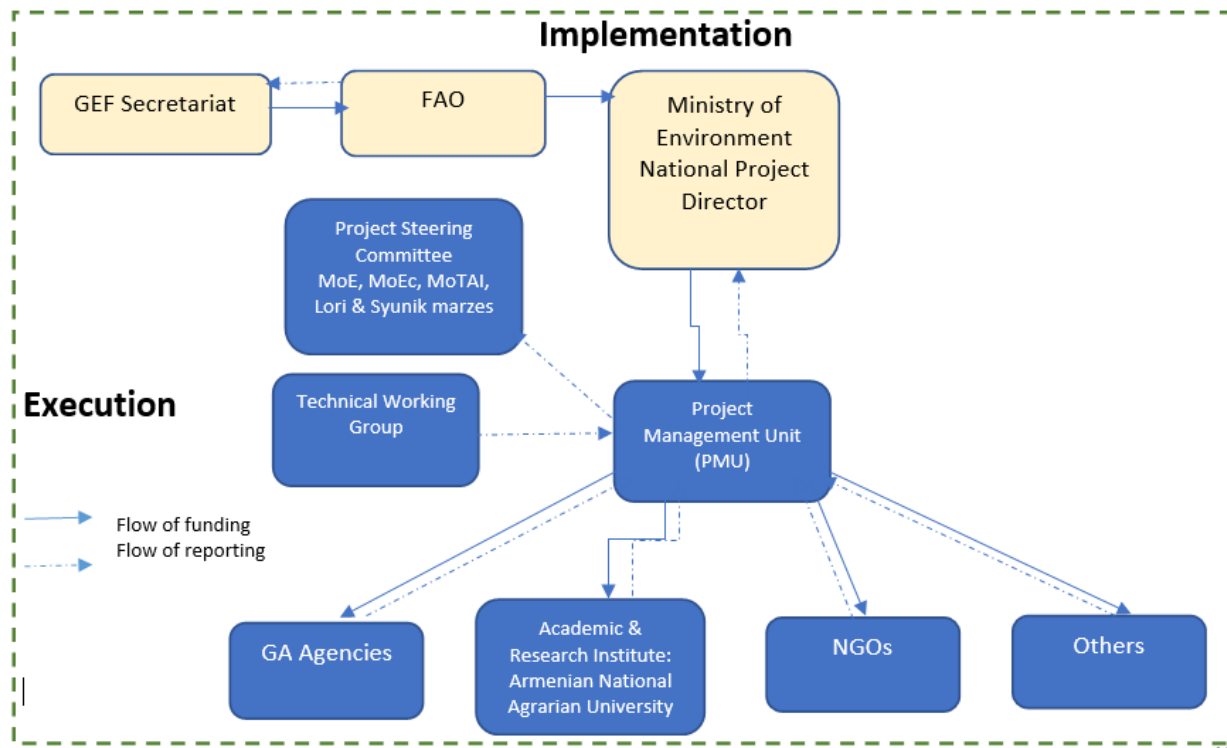 Implementation
GEF Secretariat
FAO
Ministry of
Environment
National Project
Director
Project Steering
Committee
MoE, MoEc, MoTAI,
Lori & Syunik marzes
Execution
Technical Working
Group
Project
Management Unit
(PMU)
Flow of funding
Flow of reporting
GA Agencies
Academic &
Research Institute:
Armenian National
Agrarian University
NGOs
Others